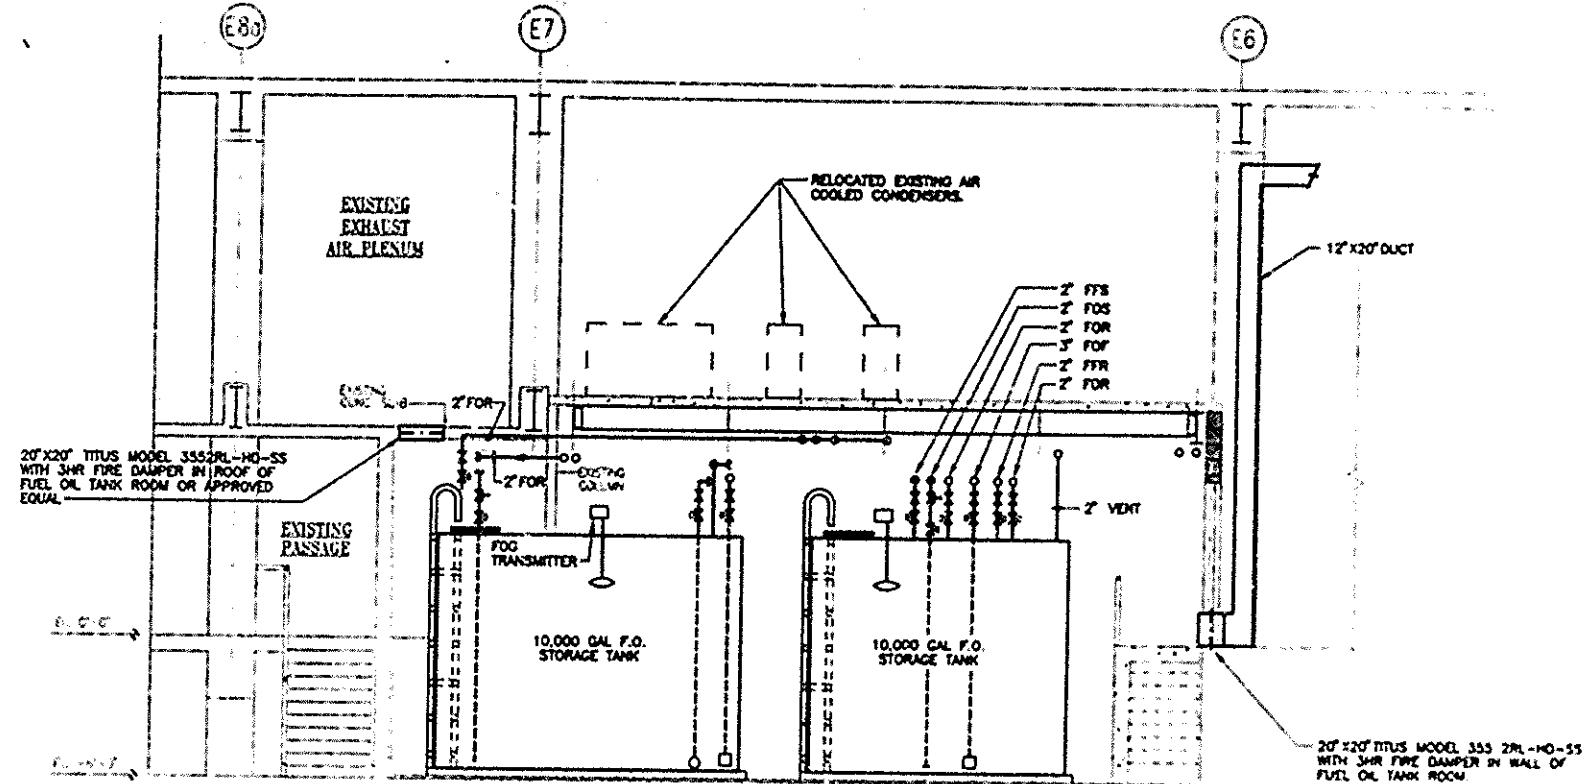 E8a
E7
E6
EXISTING
EXHAUST
AIR PLENUM
RELOCATED EXISTING AIR
COOLED CONDENSERS.
12"X20" DUCT
2" FFS
2" FOS
2" FOR
3" FOF
2" FFR
2" FOR
2" FOR
20"X20" TITUS MODEL 3552RL-HD-SS
WITH 3HR FIRE DAMPER IN ROOF OF
FUEL OIL TANK ROOM OR APPROVED
EQUAL
2" FOR
EXISTING
COLUMN
2" VENT
EXISTING
PASSAGE
FOG
TRANSMITTER
10,000 GAL F.O.
STORAGE TANK
10,000 GAL F.O.
STORAGE TANK
20"X20" TITUS MODEL 355 2RL-HD-SS
WITH 3HR FIRE DAMPER IN WALL OF
FUEL OIL TANK ROOM.